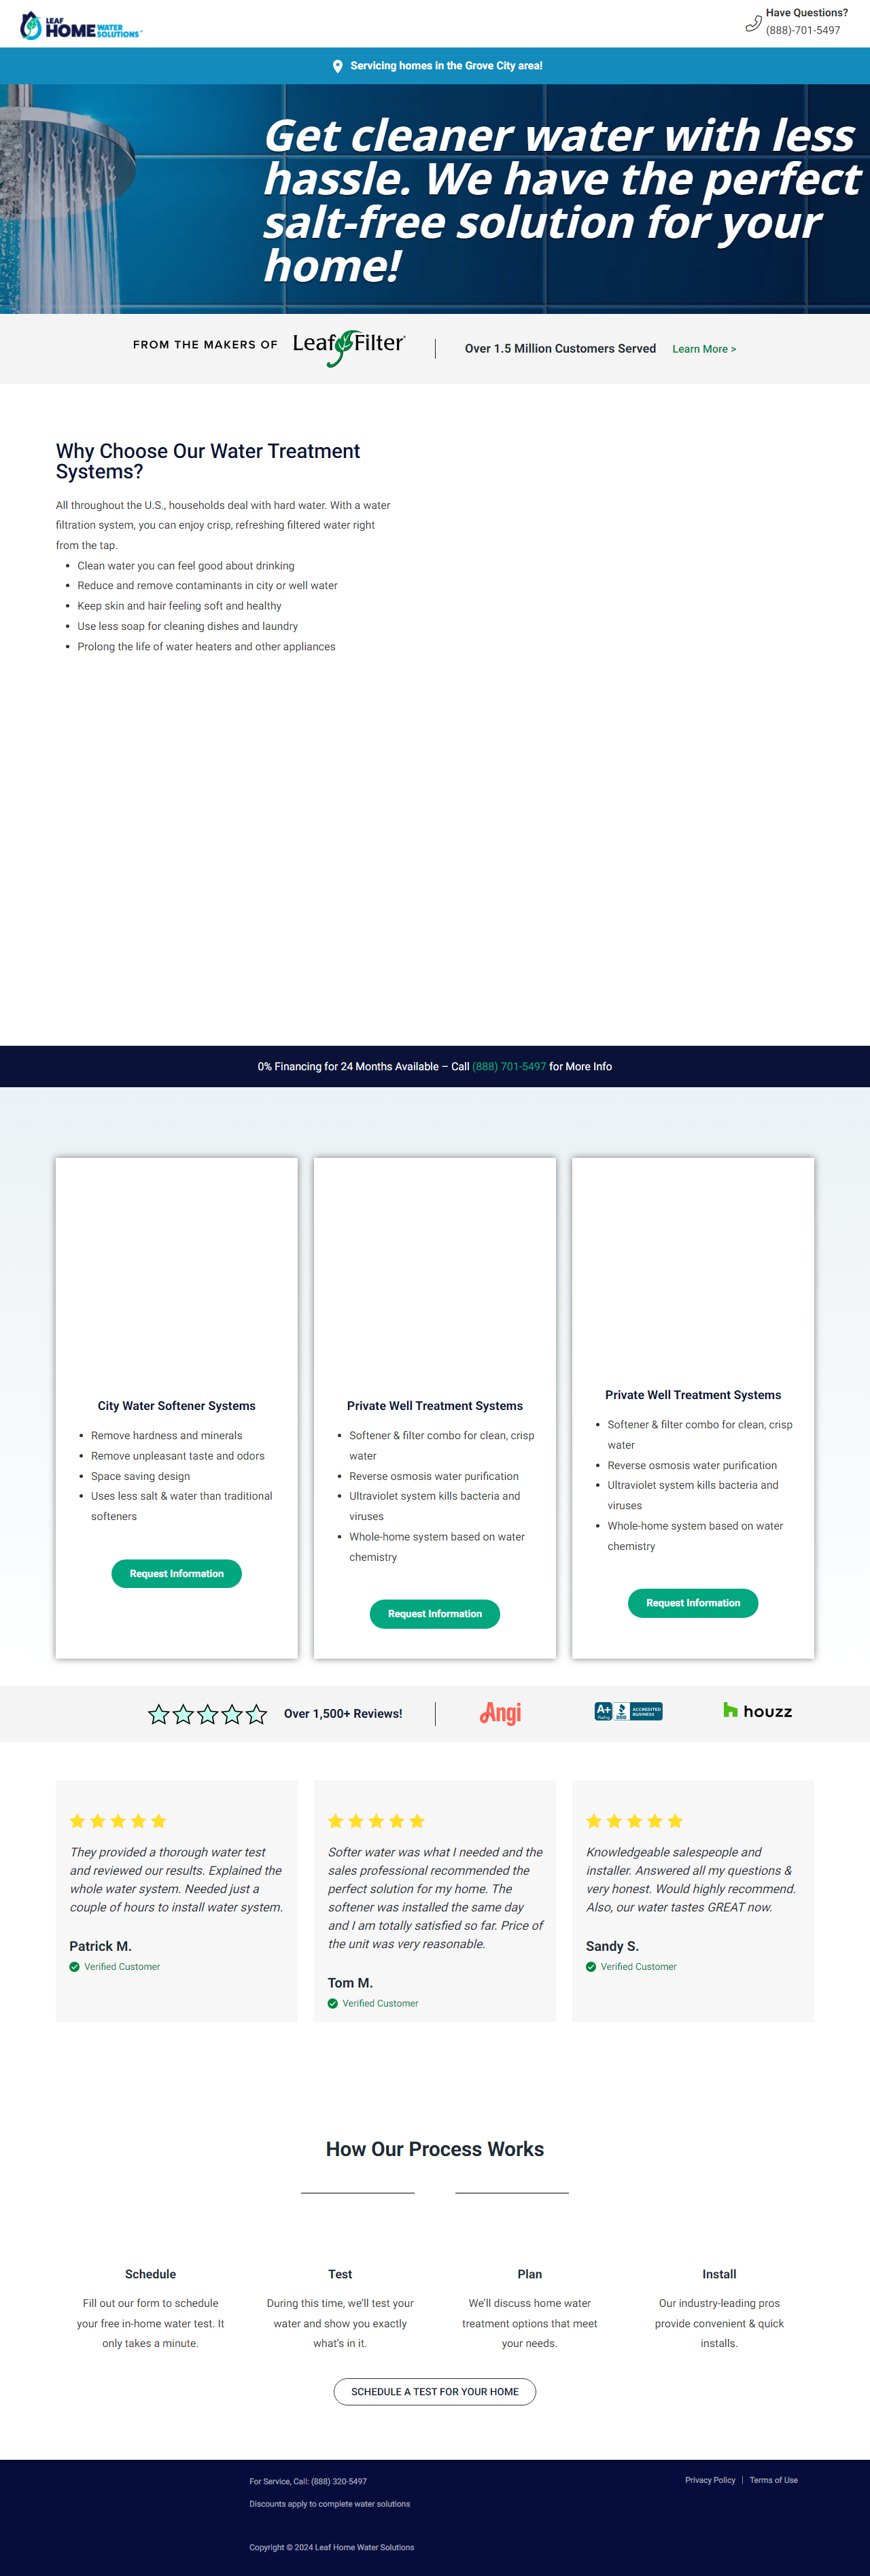 LEAF
HOME WATER SOLUTIONS
Have Questions?
(888)-701-5497
Servicing homes in the Grove City area!
Get cleaner water with less
hassle. We have the perfect
salt-free solution for your
home!
FROM THE MAKERS OF
LeafFilter
Over 1.5 Million Customers Served
Learn More >
Why Choose Our Water Treatment
Systems?
All throughout the U.S., households deal with hard water. With a water
filtration system, you can enjoy crisp, refreshing filtered water right
from the tap.
• Clean water you can feel good about drinking
• Reduce and remove contaminants in city or well water
• Keep skin and hair feeling soft and healthy
• Use less soap for cleaning dishes and laundry
• Prolong the life of water heaters and other appliances
0% Financing for 24 Months Available – Call (888) 701-5497 for More Info
City Water Softener Systems
• Remove hardness and minerals
• Remove unpleasant taste and odors
• Space saving design
• Uses less salt & water than traditional
softeners
Request Information
Private Well Treatment Systems
• Softener & filter combo for clean, crisp
water
• Reverse osmosis water purification
• Ultraviolet system kills bacteria and
viruses
• Whole-home system based on water
chemistry
Request Information
Private Well Treatment Systems
• Softener & filter combo for clean, crisp
water
• Reverse osmosis water purification
• Ultraviolet system kills bacteria and
viruses
• Whole-home system based on water
chemistry
Request Information
Over 1,500+ Reviews!
Angi
A+
Rating
BBB
ACCREDITED
BUSINESS
houzz
They provided a thorough water test
and reviewed our results. Explained the
whole water system. Needed just a
couple of hours to install water system.
Patrick M.
Verified Customer
Softer water was what I needed and the
sales professional recommended the
perfect solution for my home. The
softener was installed the same day
and I am totally satisfied so far. Price of
the unit was very reasonable.
Tom M.
Verified Customer
Knowledgeable salespeople and
installer. Answered all my questions &
very honest. Would highly recommend.
Also, our water tastes GREAT now.
Sandy S.
Verified Customer
How Our Process Works
Schedule
Fill out our form to schedule
your free in-home water test. It
only takes a minute.
Test
During this time, we'll test your
water and show you exactly
what's in it.
Plan
We'll discuss home water
treatment options that meet
your needs.
Install
Our industry-leading pros
provide convenient & quick
installs.
SCHEDULE A TEST FOR YOUR HOME
For Service, Call: (888) 320-5497
Discounts apply to complete water solutions
Copyright © 2024 Leaf Home Water Solutions
Privacy Policy | Terms of Use